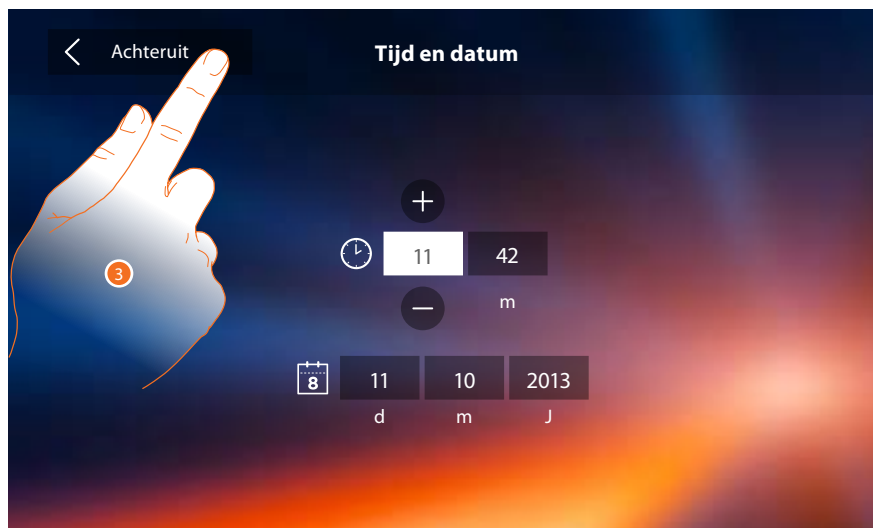 Achteruit
Tijd en datum
+
11 42
3
−
m
8
11 10 2013
d m J